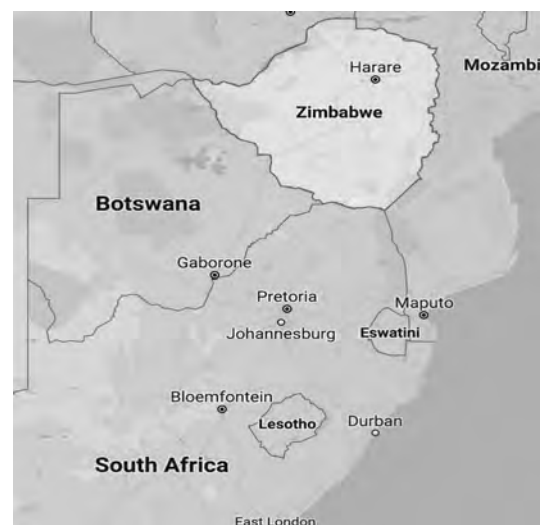 Harare
Mozambi
Zimbabwe
Botswana
Gaborone
Pretoria
Maputo
Johannesburg
Eswatini
Bloemfontein
Lesotho
Durban
South Africa
East London